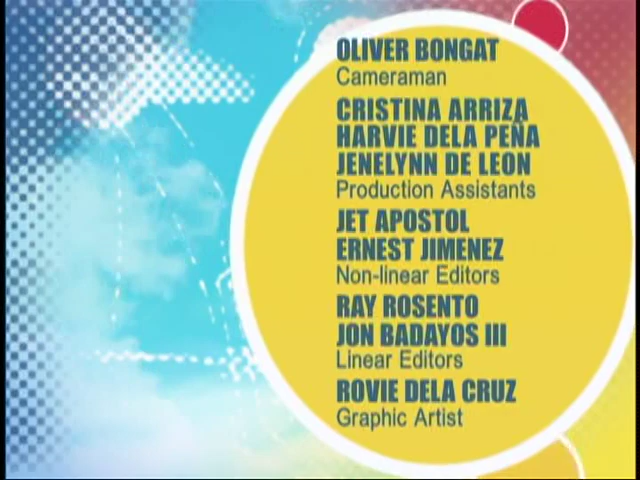 OLIVER BONGAT
Cameraman
CRISTINA ARRIZA
HARVIE DELA PEÑA
JENELYNN DE LEON
Production Assistants
JET APOSTOL
ERNEST JIMENEZ
Non-linear Editors
RAY ROSENTO
JON BADAYOS III
Linear Editors
ROVIE DELA CRUZ
Graphic Artist